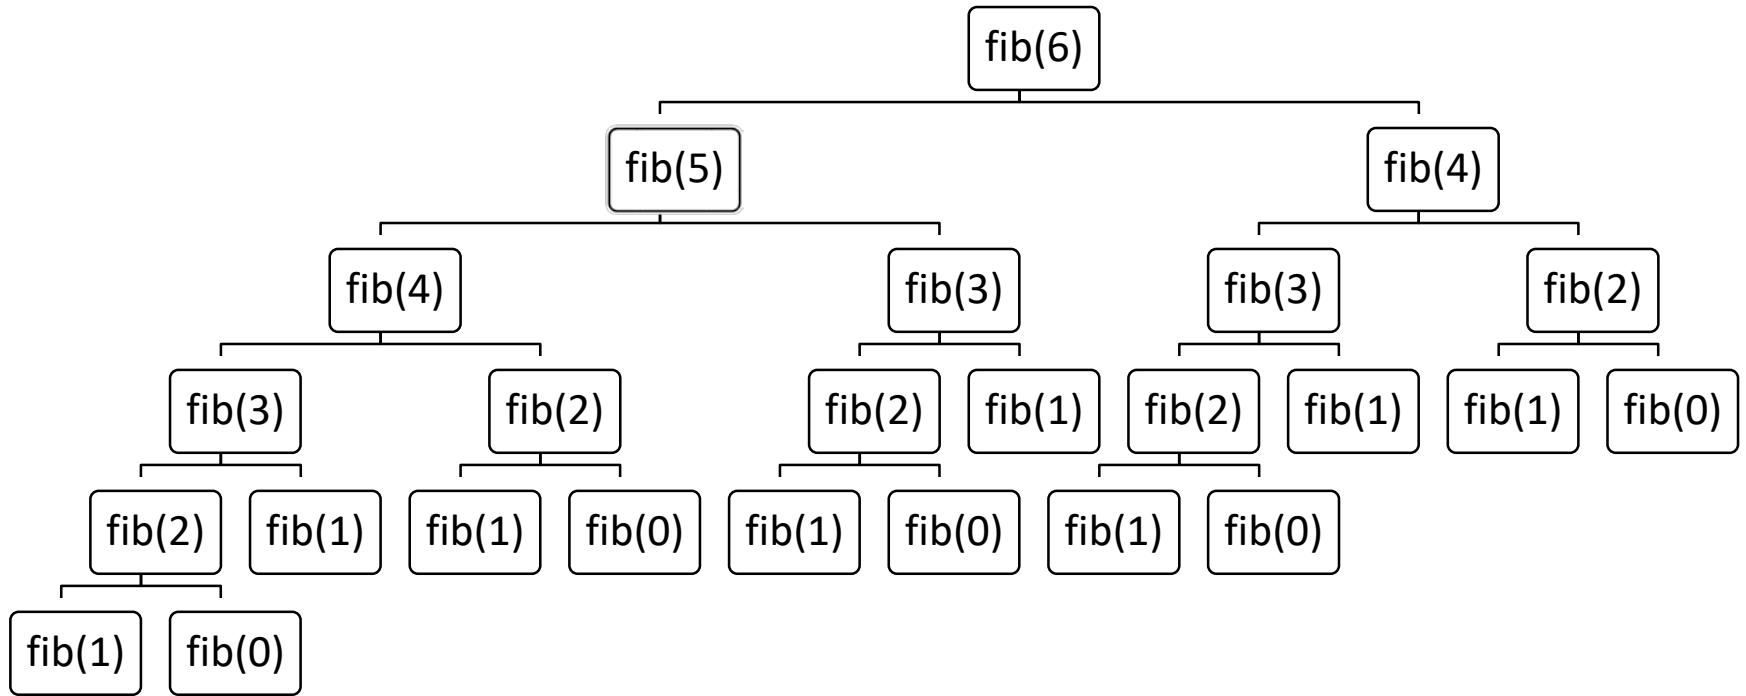 fib(6)
fib(5) fib(4)
fib(4) fib(3) fib(3) fib(2)
fib(3) fib(2) fib(2) fib(1) fib(2) fib(1) fib(1) fib(0)
fib(2) fib(1) fib(1) fib(0) fib(1) fib(0) fib(1) fib(0)
fib(1) fib(0)